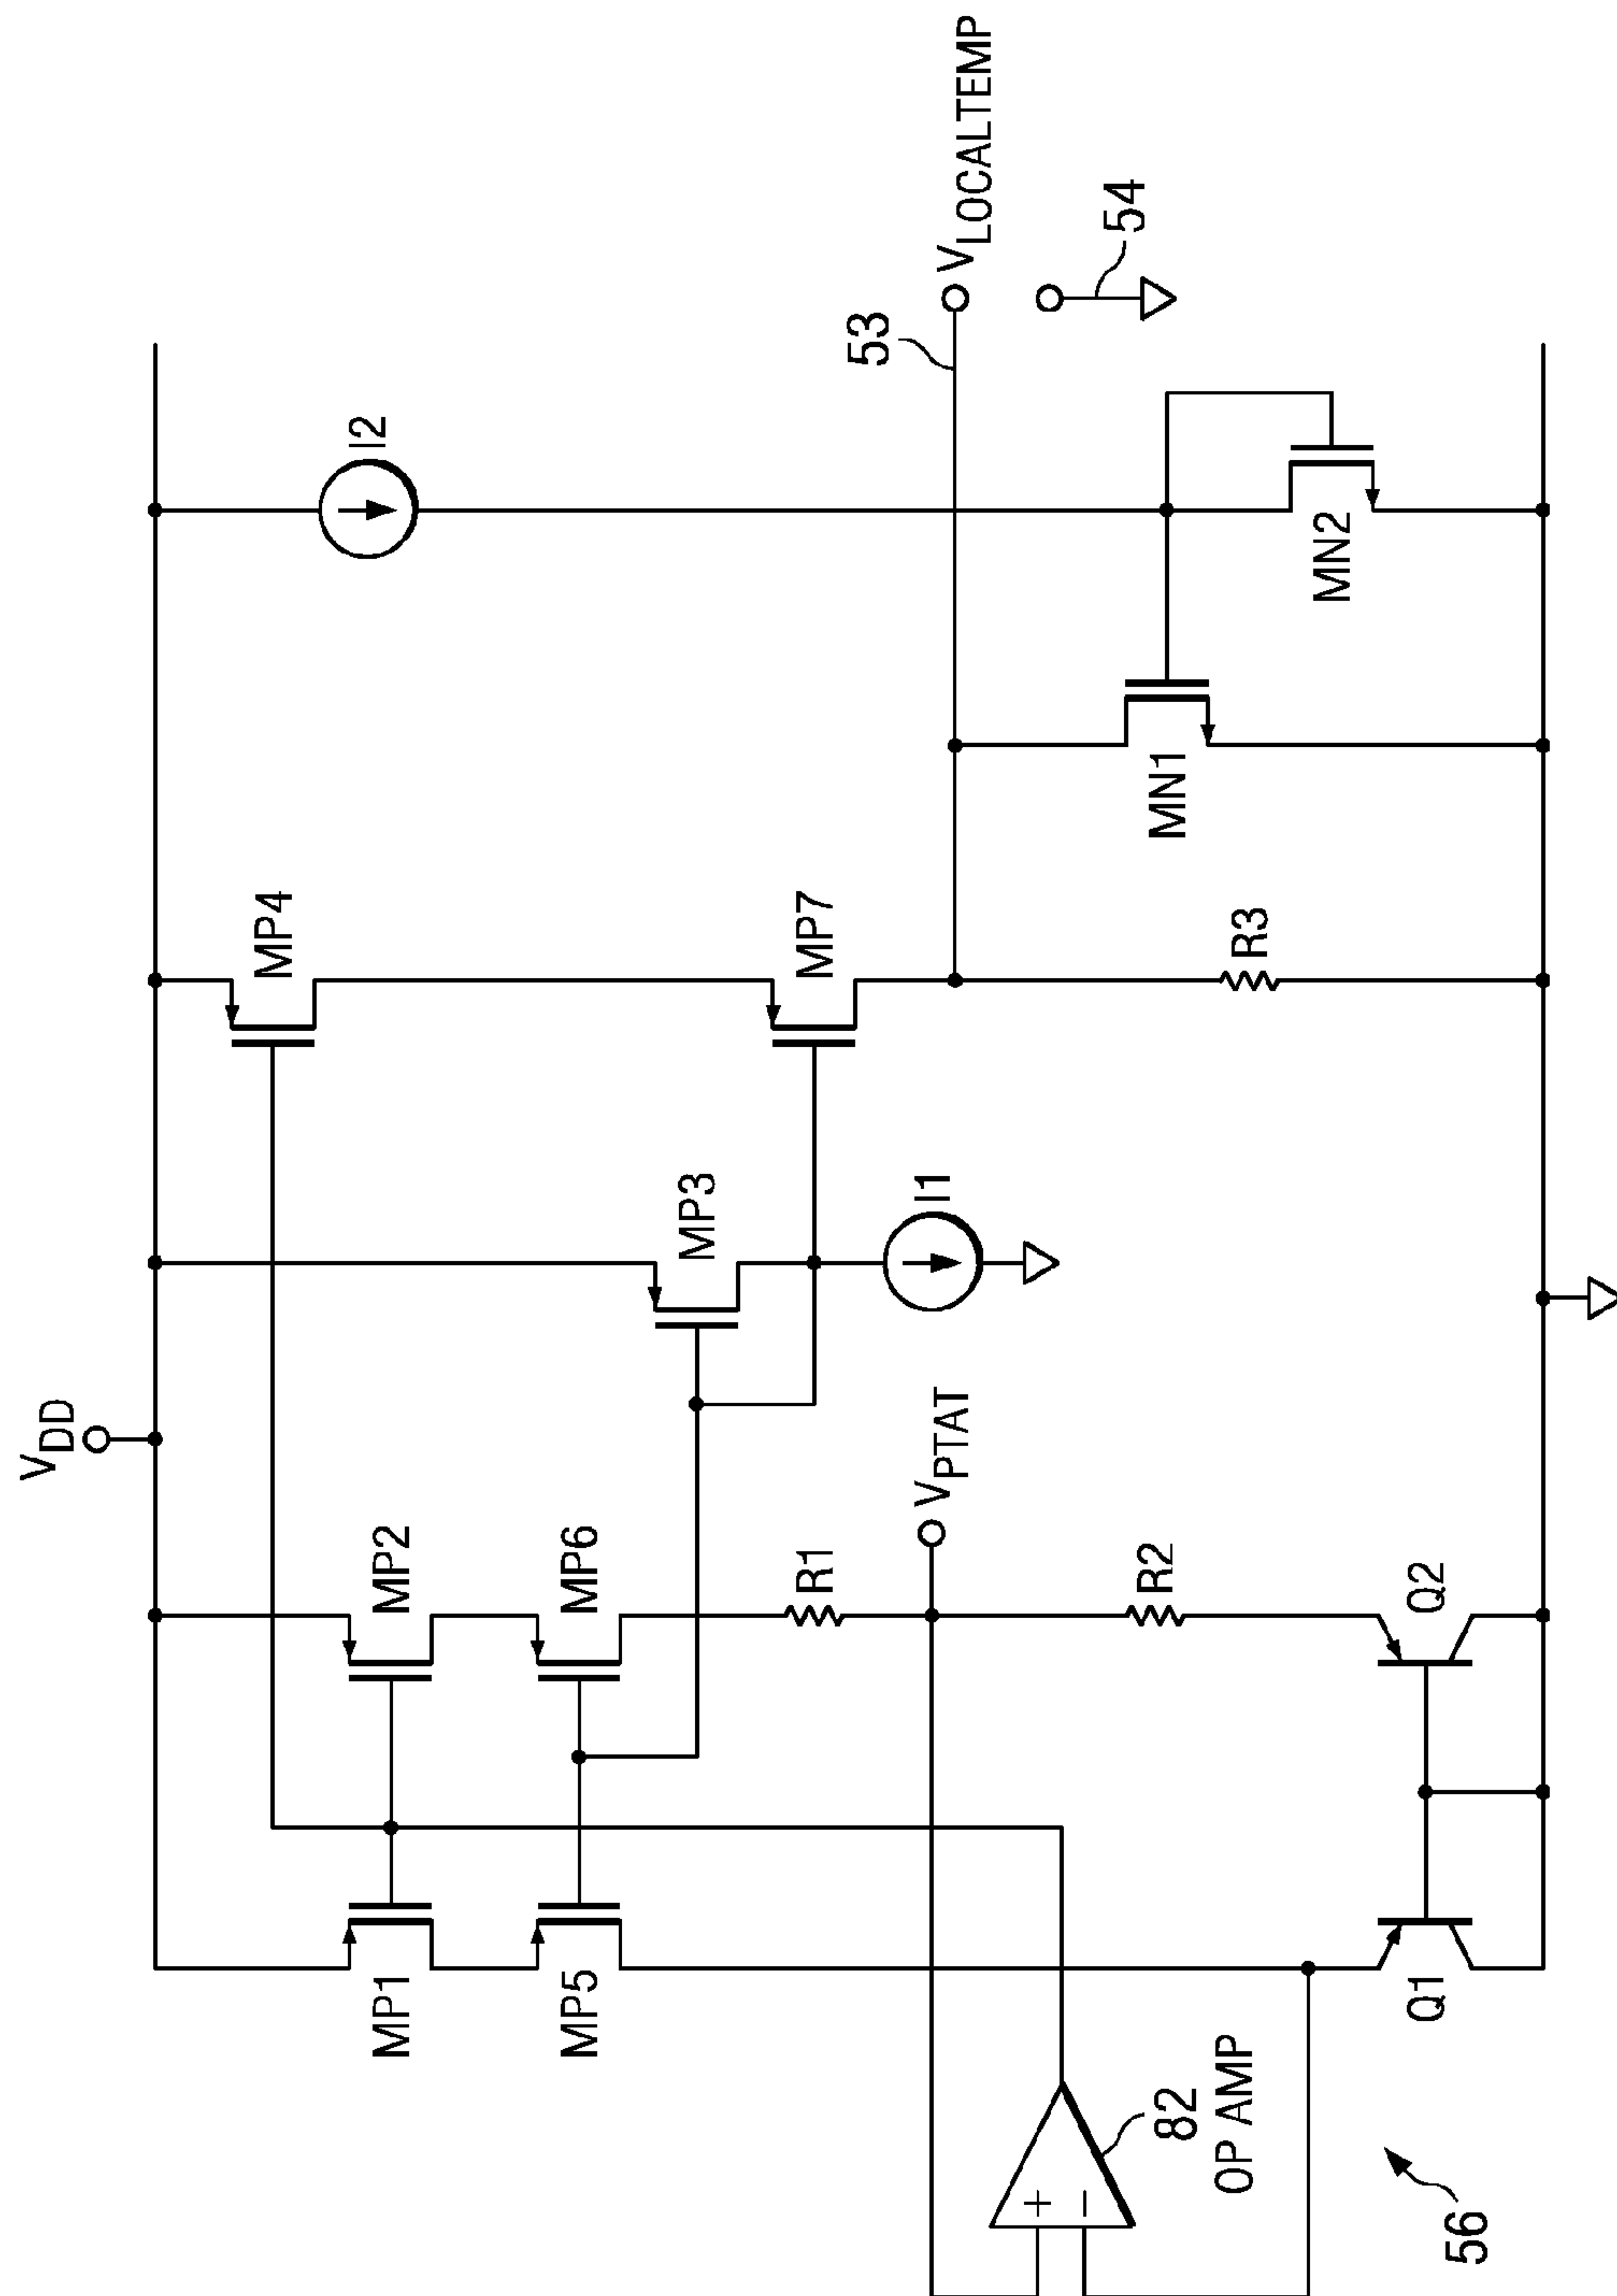 VDD
MP1
MP2
MP4
I2
MP5
MP6
MP3
MP7
R1
I1
53
VPTAT
VLOCALTEMP
54
+
−
82
OP AMP
R2
R3
MN1
MN2
Q1
Q2
56